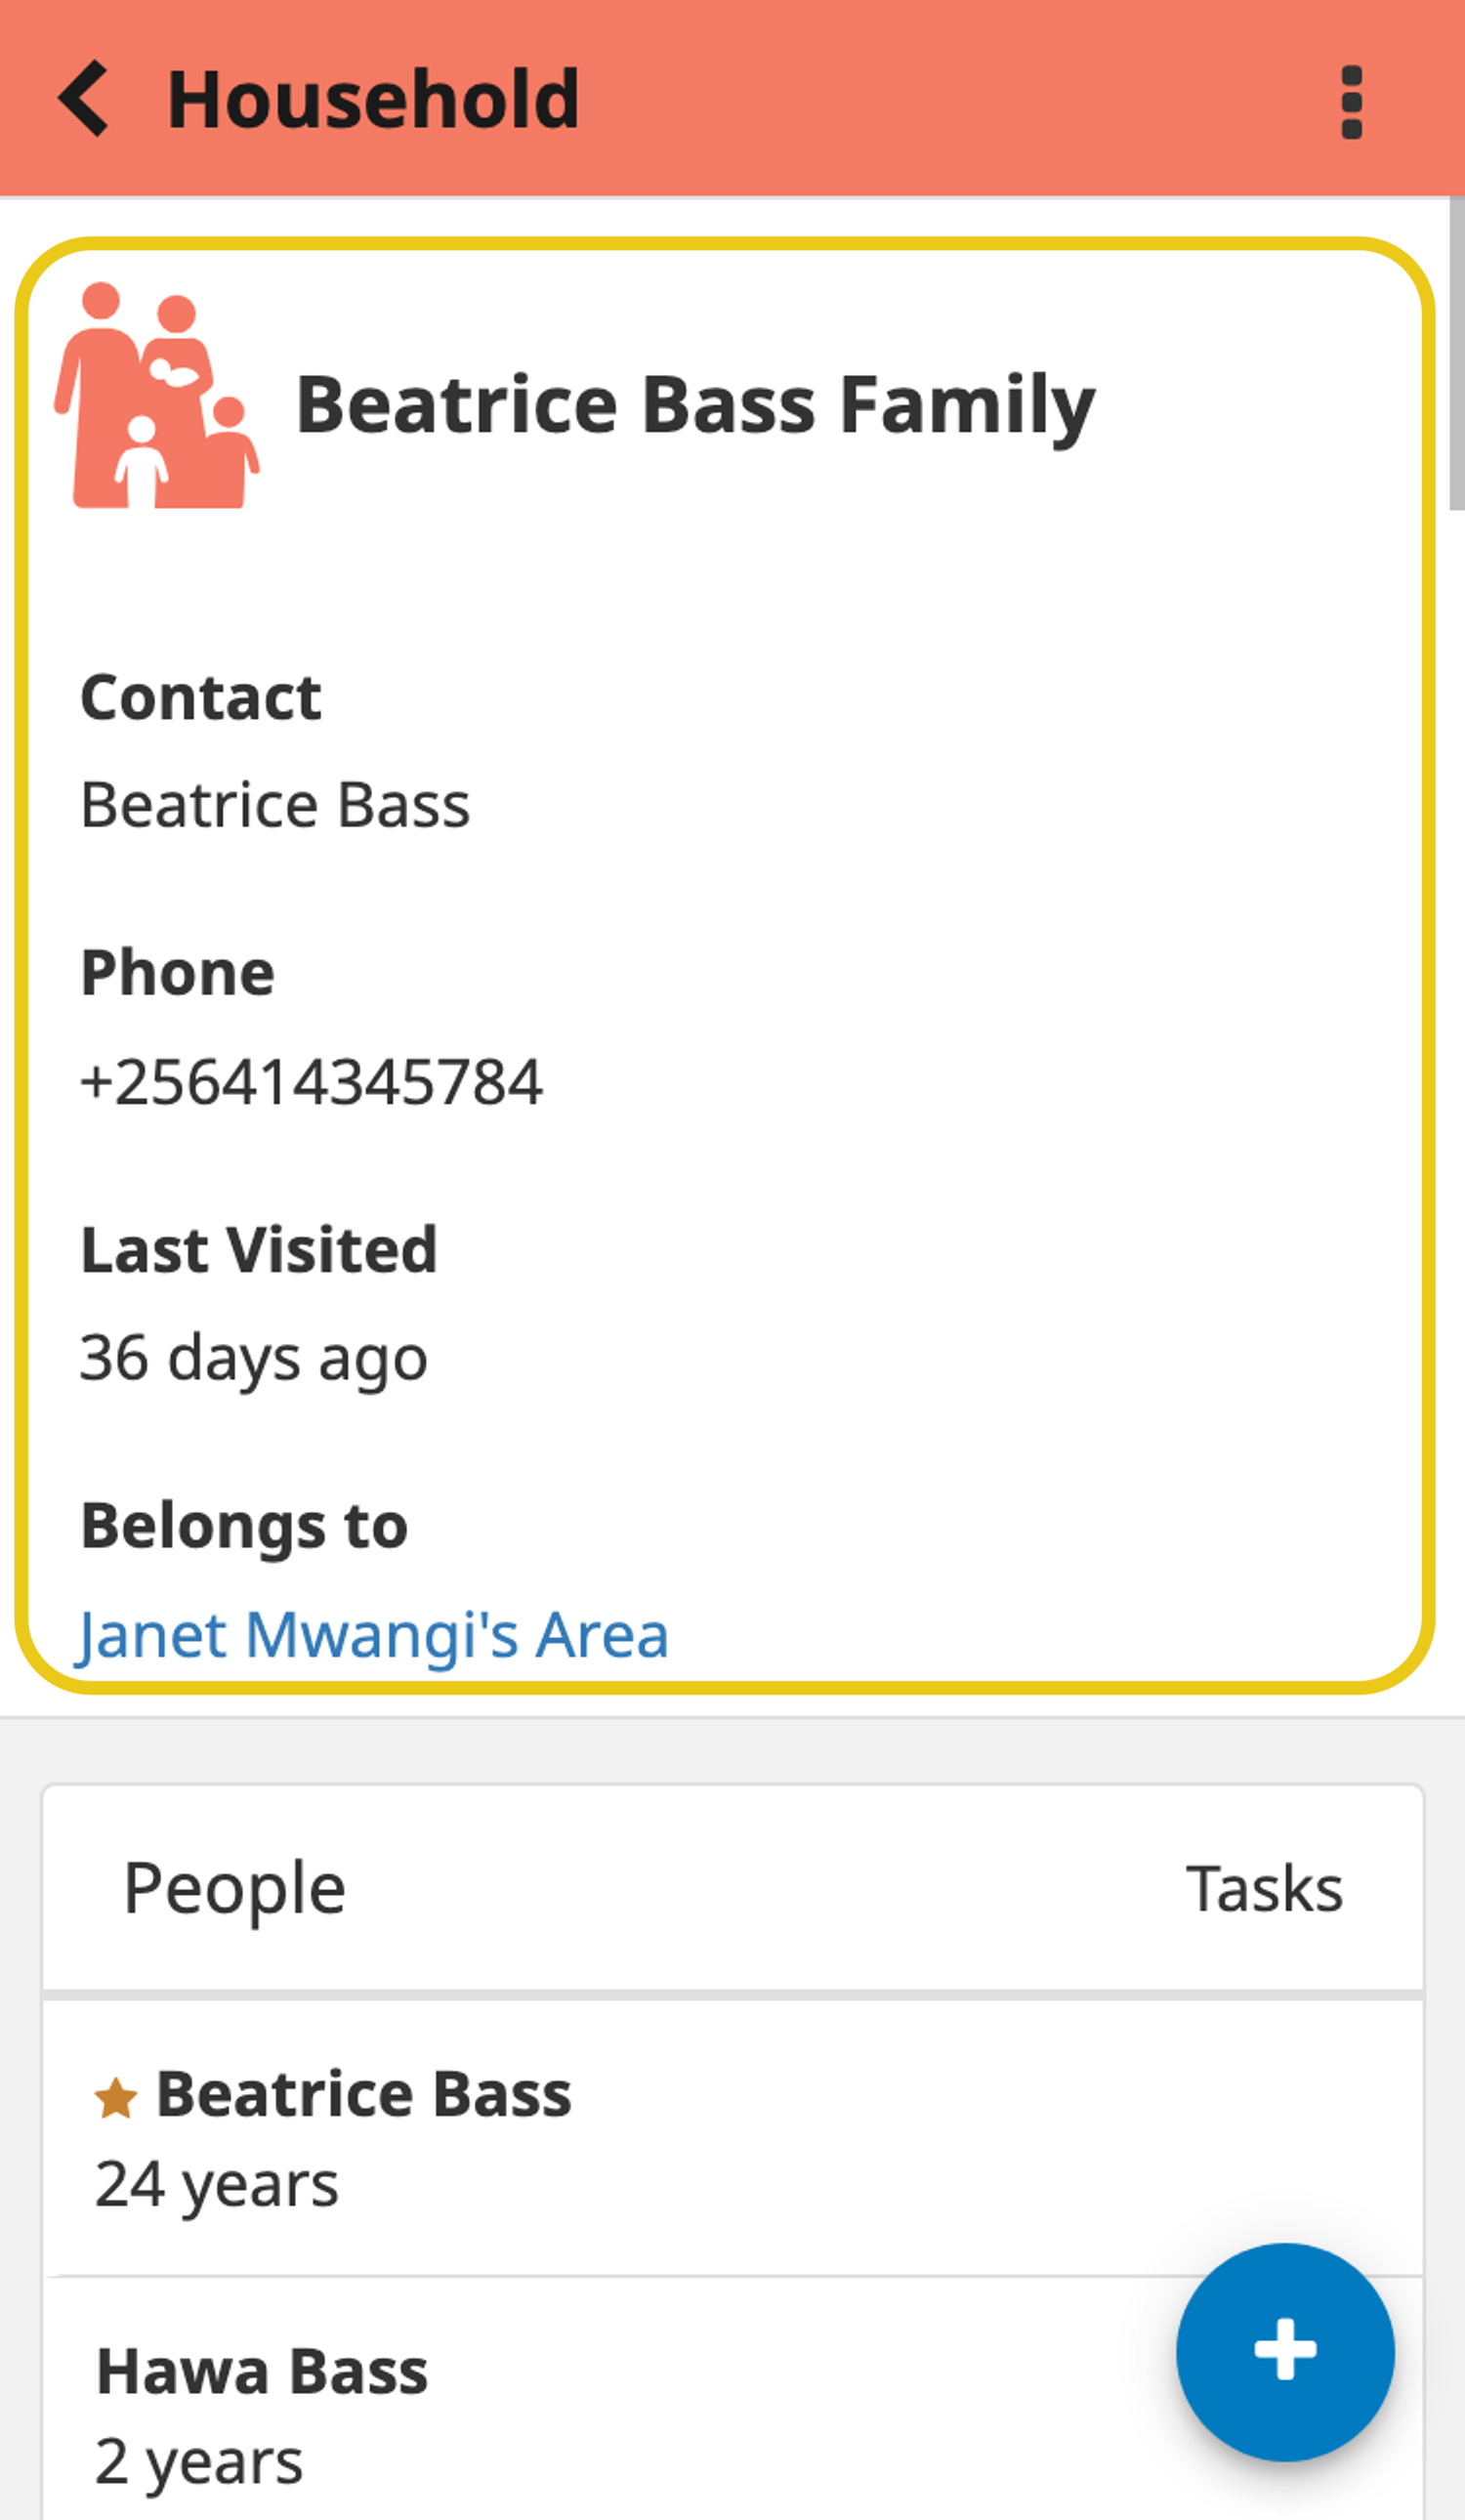 Household
Beatrice Bass Family
Contact
Beatrice Bass
Phone
+256414345784
Last Visited
36 days ago
Belongs to
Janet Mwangi's Area
People Tasks
Beatrice Bass
24 years
Hawa Bass
2 years